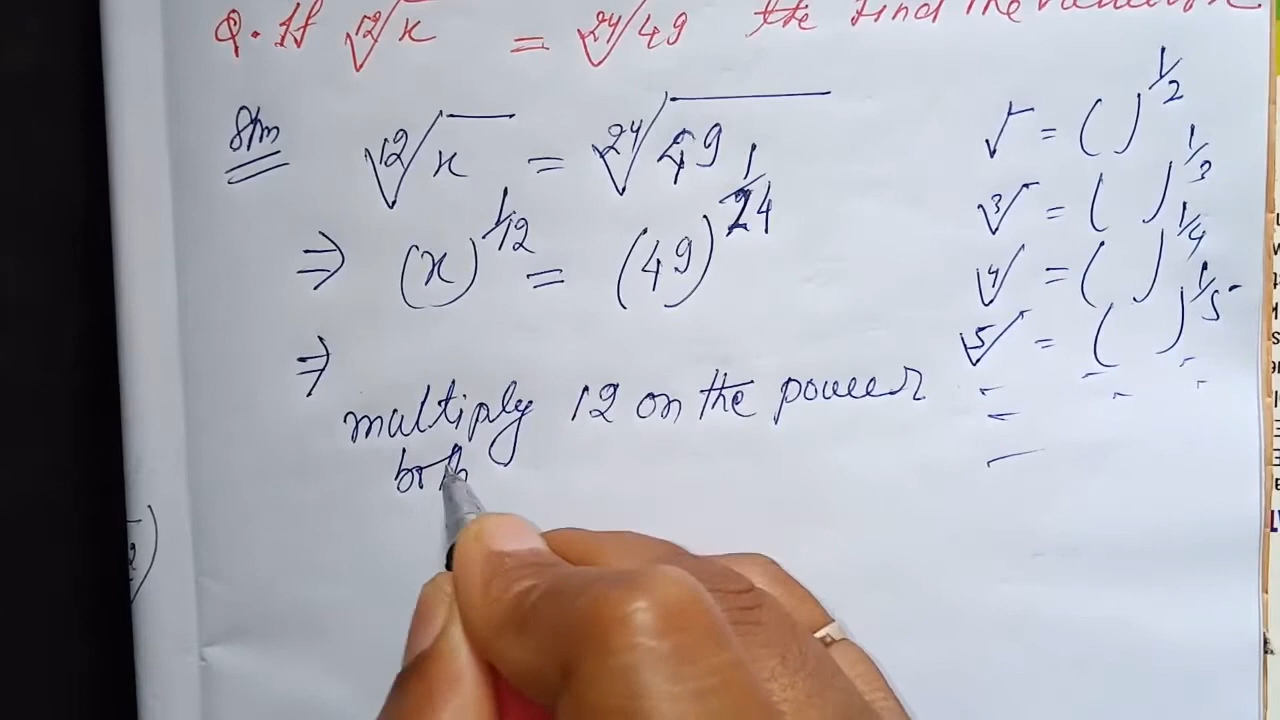 Q. If ¹²√x = ²⁴√49 the find the value of x
Soln ¹²√x = ²⁴√49
⇒ (x)^1/12 = (49)^1/24
⇒
multiply 12 on the power
both
√ = ( )^1/2
³√ = ( )^1/3
⁴√ = ( )^1/4
⁵√ = ( )^1/5